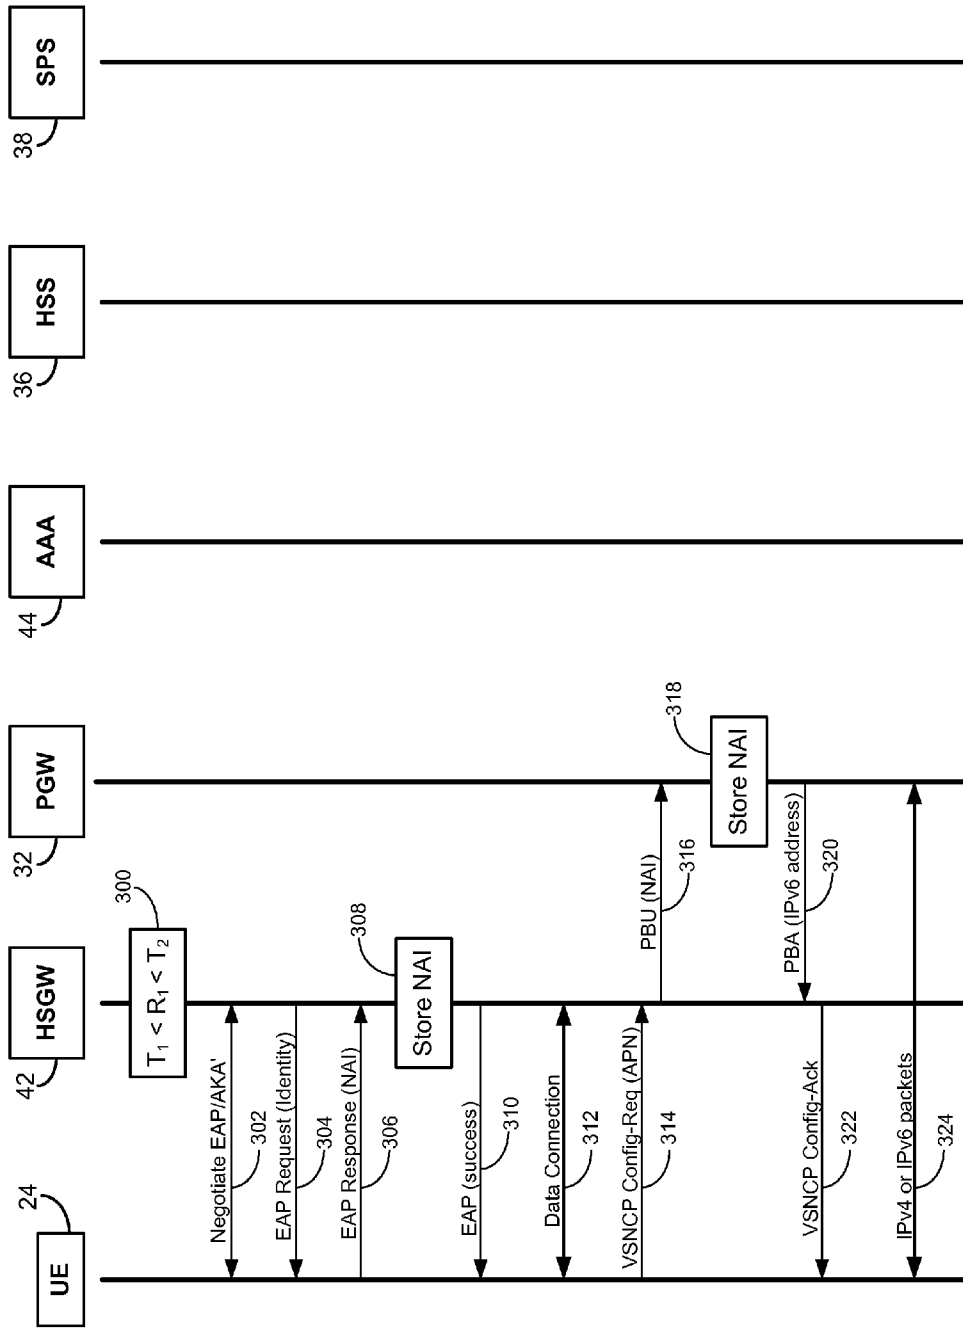 UE
24
HSGW
42
PGW
32
AAA
44
HSS
36
SPS
38
T₁ < R₁ < T₂
300
Negotiate EAP/AKA'
302
EAP Request (Identity)
304
EAP Response (NAI)
306
Store NAI
308
EAP (success)
310
Data Connection
312
VSNCP Config-Req (APN)
314
PBU (NAI)
316
Store NAI
318
PBA (IPv6 address)
320
VSNCP Config-Ack
322
IPv4 or IPv6 packets
324